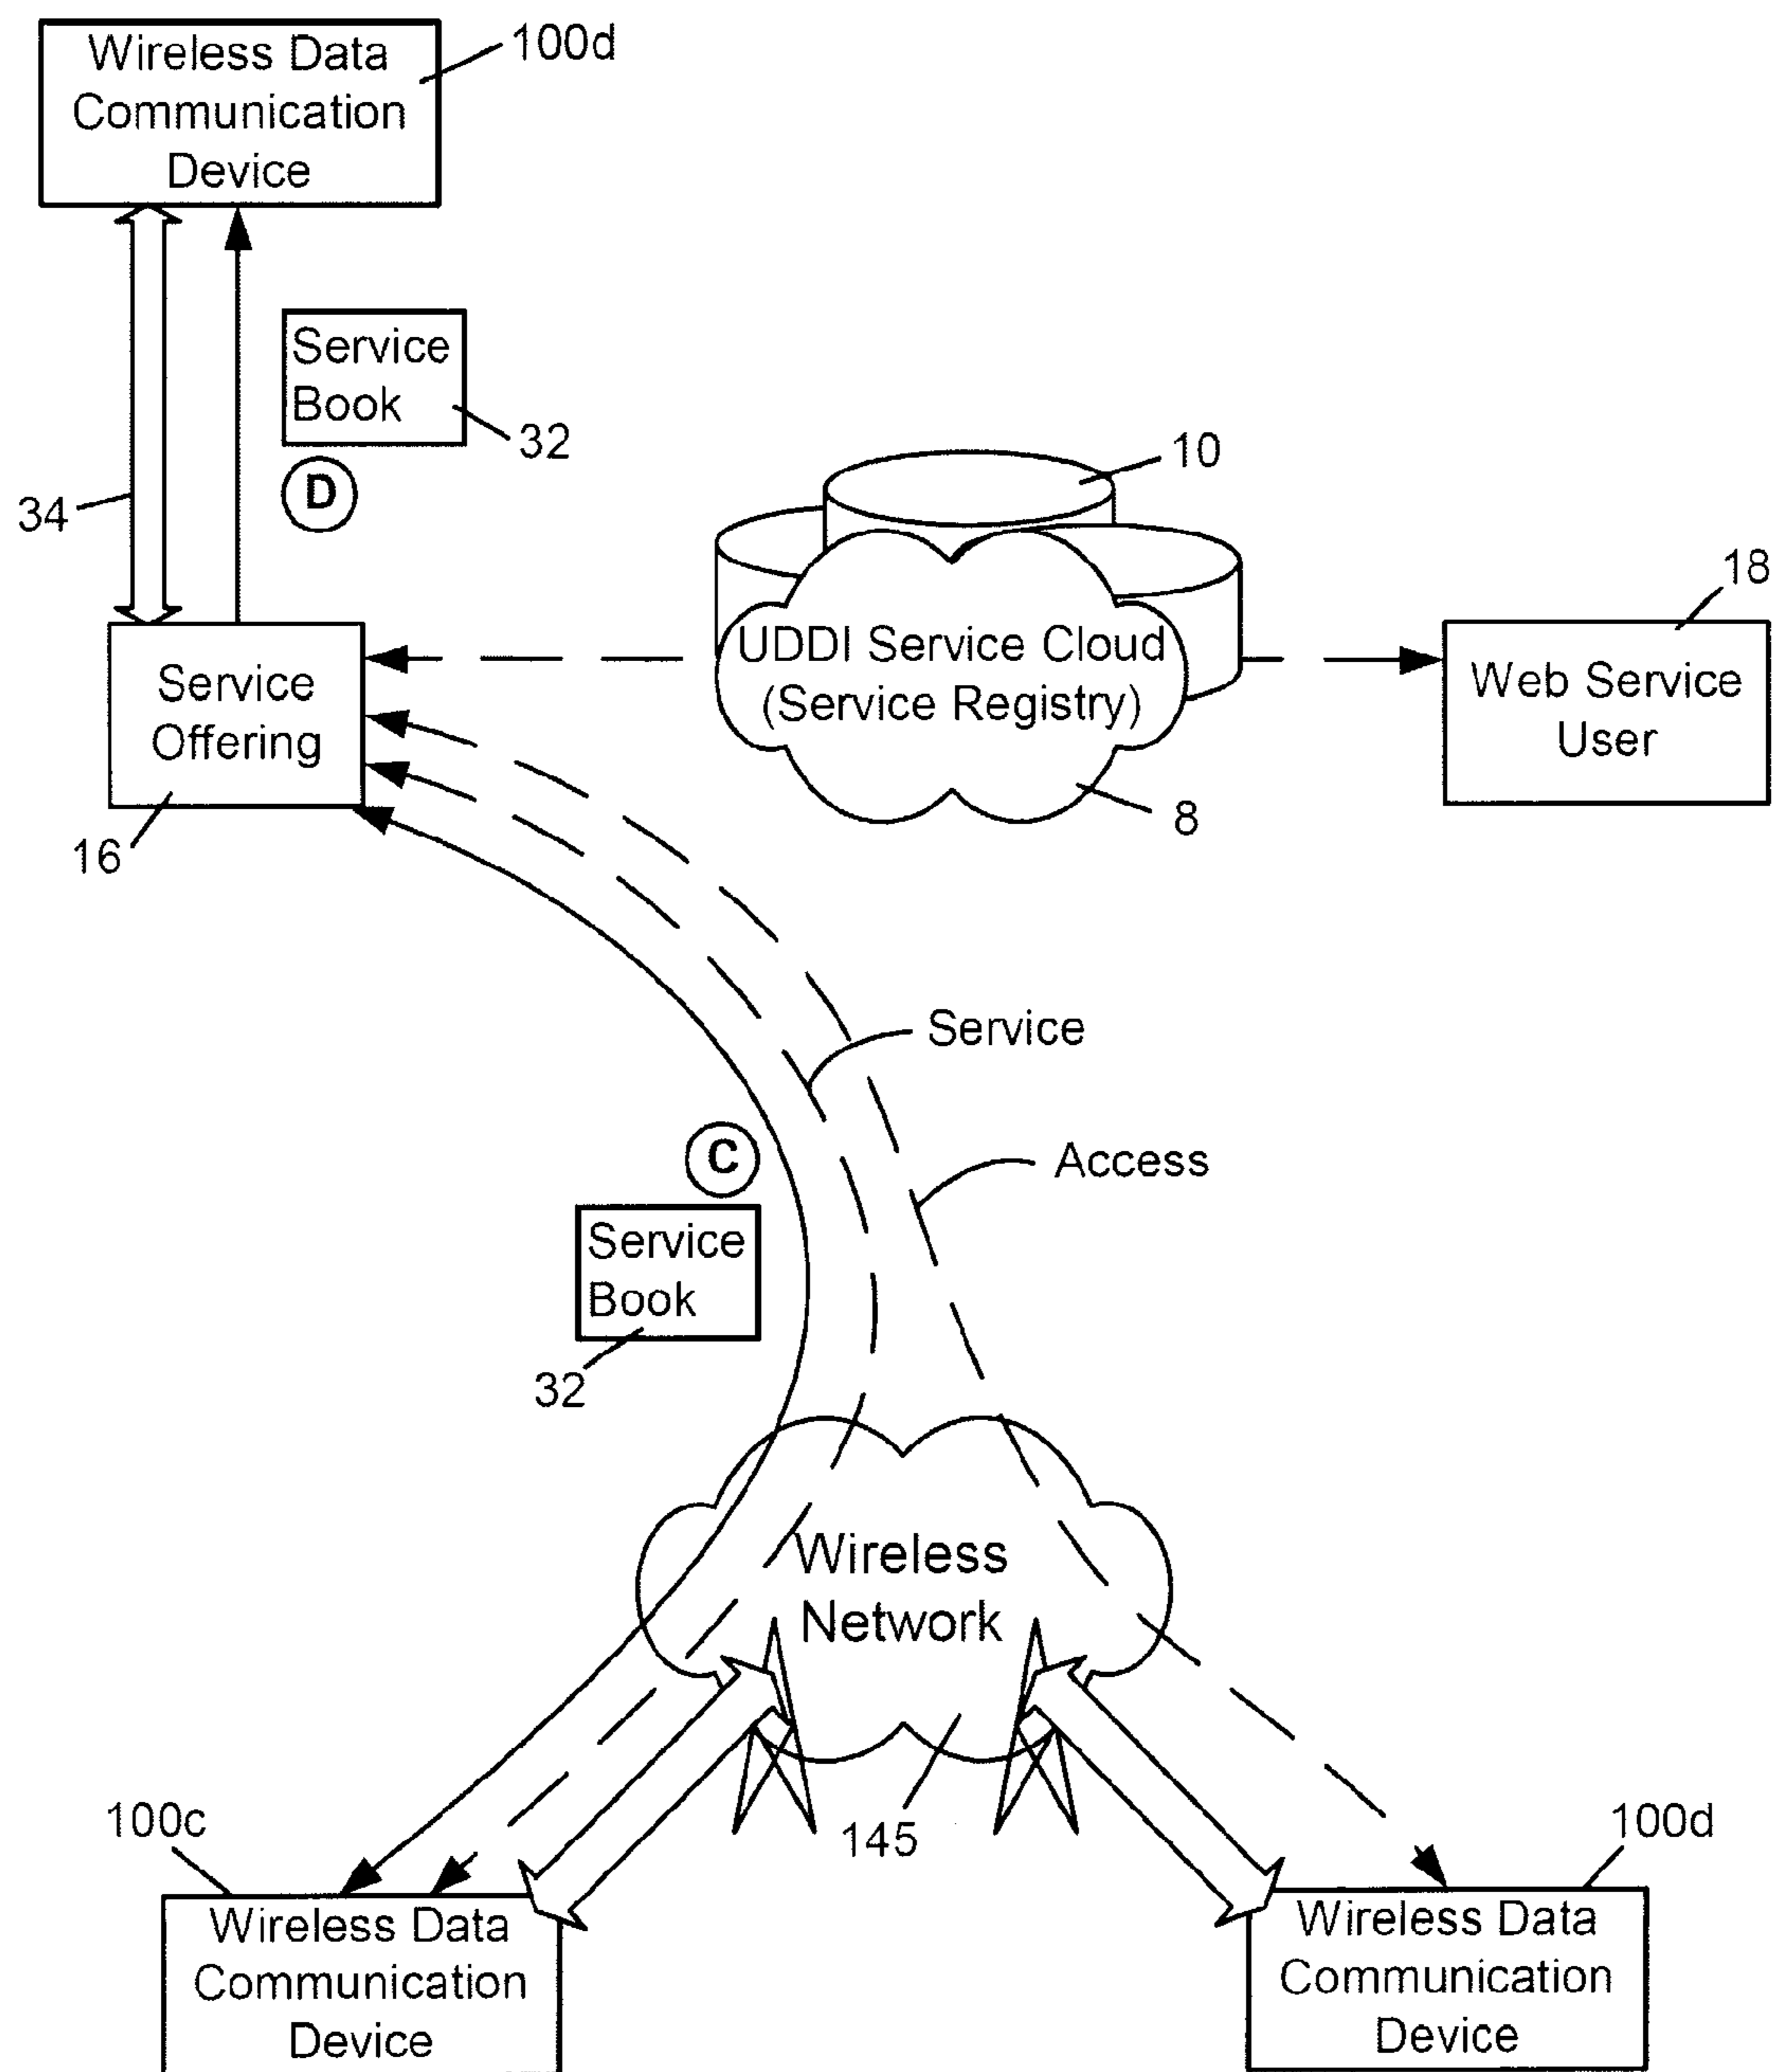 Wireless Data
Communication
Device
100d
Service
Book
32
D
34
10
18
UDDI Service Cloud
(Service Registry)
Service
Offering
Web Service
User
8
16
Service
C
Access
Service
Book
32
Wireless
Network
100c
145
100d
Wireless Data
Communication
Device
Wireless Data
Communication
Device